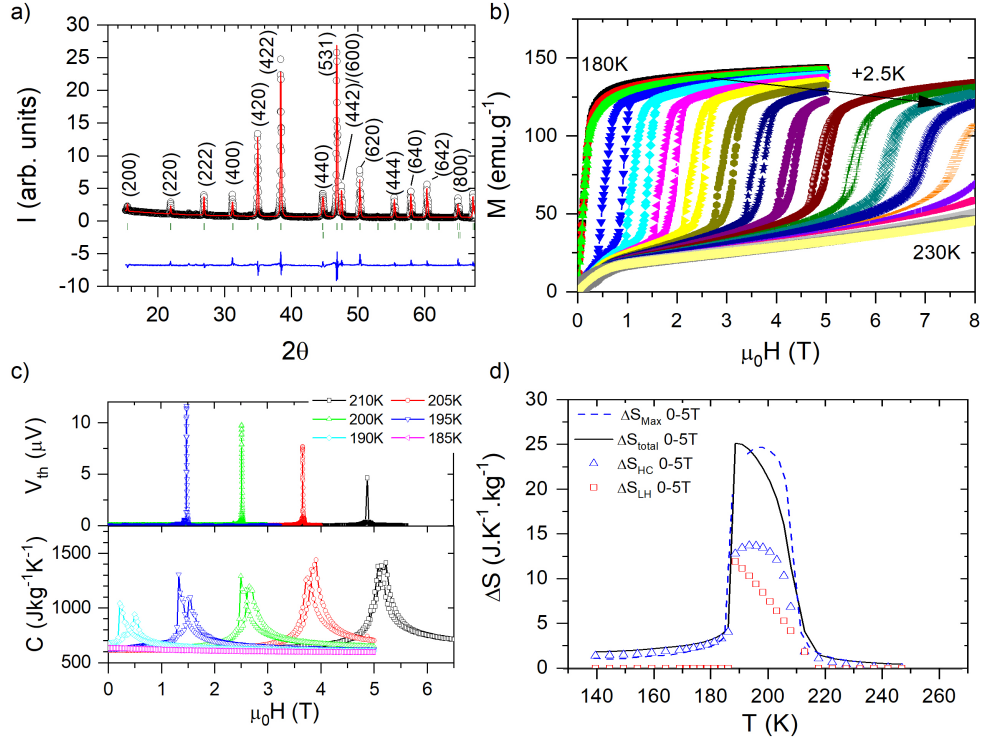 a)
30
25
20
15
10
5
0
-5
-10
I (arb. units)
(200)
(220)
(222)
(400)
(420)
(422)
(440)
(531)
(442)/(600)
(620)
(444)
(640)
(642)
(800)
20
30
40
50
60
2θ
b)
150
100
50
0
M (emu.g⁻¹)
180K
+2.5K
230K
0
1
2
3
4
5
6
7
8
μ₀H (T)
c)
10
5
0
Vth (μV)
210K
205K
200K
195K
190K
185K
1500
1000
500
C (Jkg⁻¹K⁻¹)
0
1
2
3
4
5
6
μ₀H (T)
d)
30
25
20
15
10
5
0
ΔS (J.K⁻¹.kg⁻¹)
ΔSMax 0-5T
ΔStotal 0-5T
ΔSHC 0-5T
ΔSLH 0-5T
140
160
180
200
220
240
260
T (K)